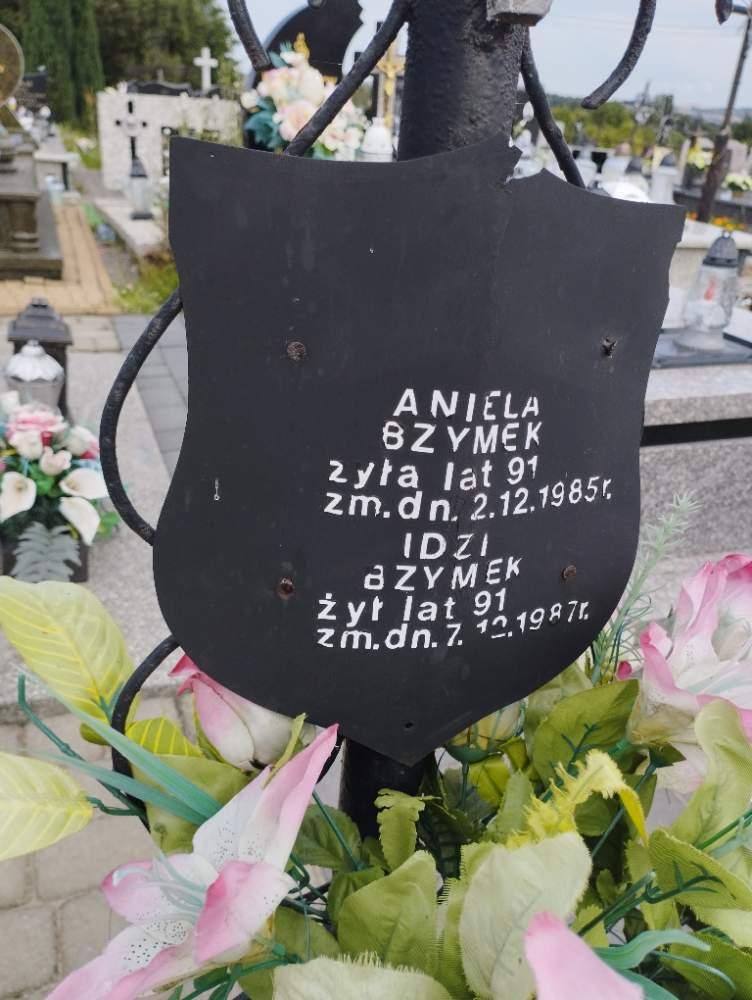 ANIELA
BZYMEK
żyła lat 91
zm.dn. 2.12.1985r.
IDZI
BZYMEK
żył lat 91
zm.dn. 7.12.1987r.